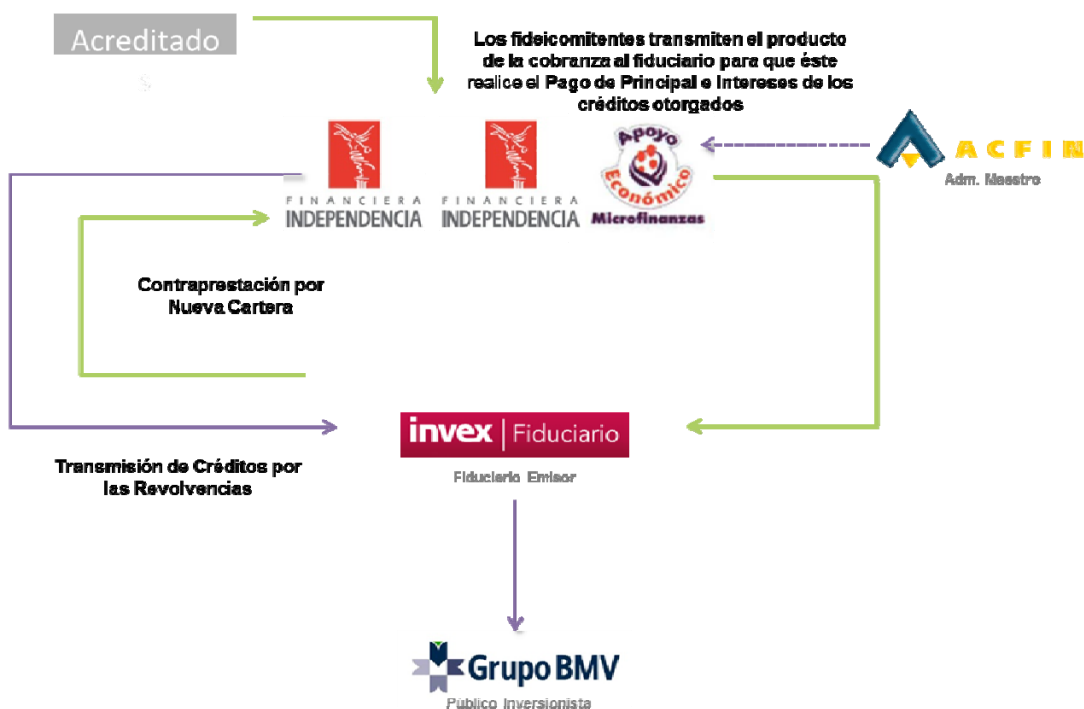 Acreditado
$
Los fideicomitentes transmiten el producto
de la cobranza al fiduciario para que éste
realice el Pago de Principal e Intereses de los
créditos otorgados
FINANCIERA
INDEPENDENCIA
FINANCIERA
INDEPENDENCIA
Apoyo
Económico
Microfinanzas
ACFIN
Adm. Maestro
Contraprestación por
Nueva Cartera
invex | Fiduciario
Fiduciario Emisor
Transmisión de Créditos por
las Revolvencias
Grupo BMV
Público Inversionista